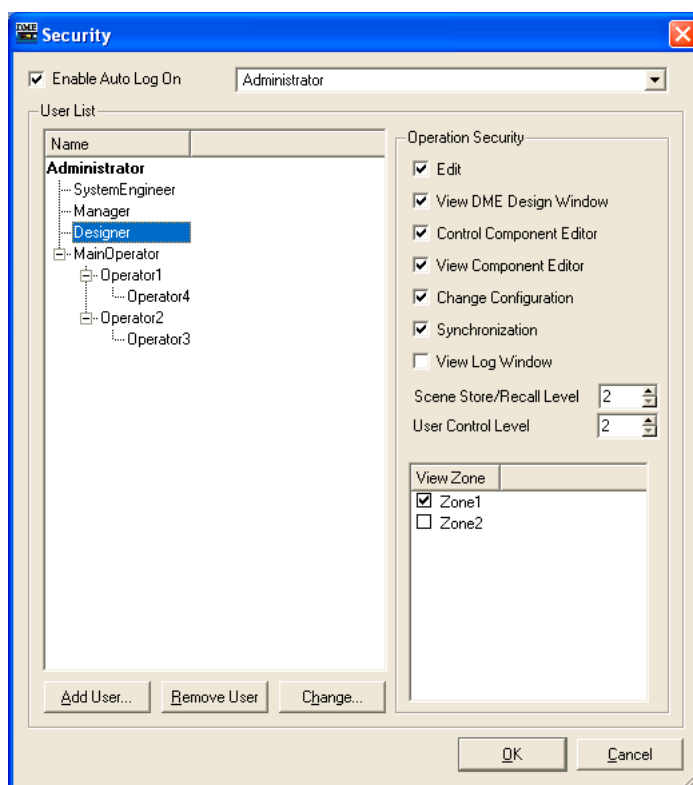 DME
Security
Enable Auto Log On
Administrator
User List
Name
Administrator
SystemEngineer
Manager
Designer
MainOperator
Operator1
Operator4
Operator2
Operator3
Add User...
Remove User
Change...
Operation Security
Edit
View DME Design Window
Control Component Editor
View Component Editor
Change Configuration
Synchronization
View Log Window
Scene Store/Recall Level 2
User Control Level 2
View Zone
Zone1
Zone2
OK
Cancel